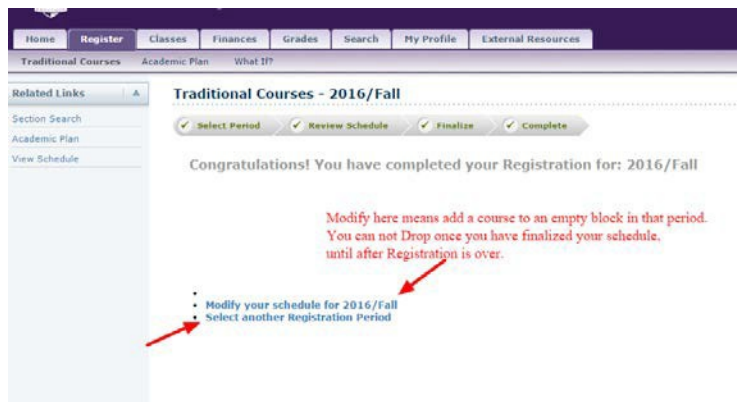 Home Register Classes Finances Grades Search My Profile External Resources
Traditional Courses Academic Plan What If?
Related Links
Section Search
Academic Plan
View Schedule
Traditional Courses - 2016/Fall
Select Period Review Schedule Finalize Complete
Congratulations! You have completed your Registration for: 2016/Fall
Modify here means add a course to an empty block in that period.
You can not Drop once you have finalized your schedule,
until after Registration is over.
Modify your schedule for 2016/Fall
Select another Registration Period